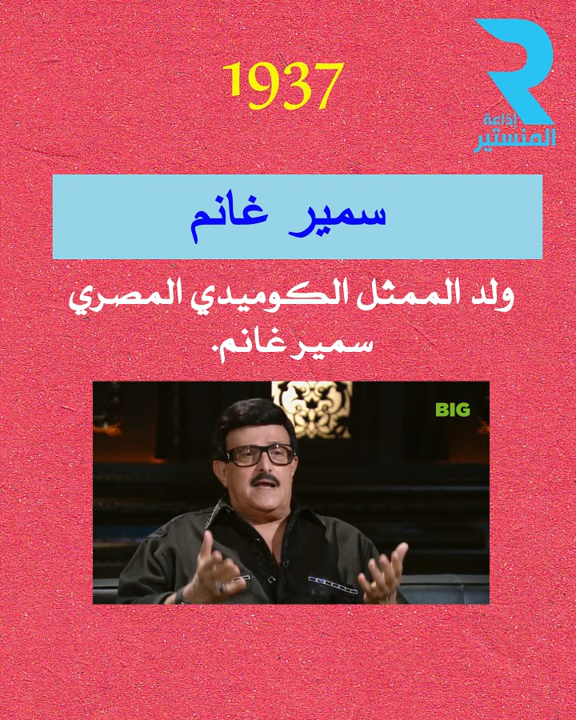 1937
إذاعة
المنستير
سمير غانم
ولد الممثل الكوميدي المصري
سمير غانم.
BIG